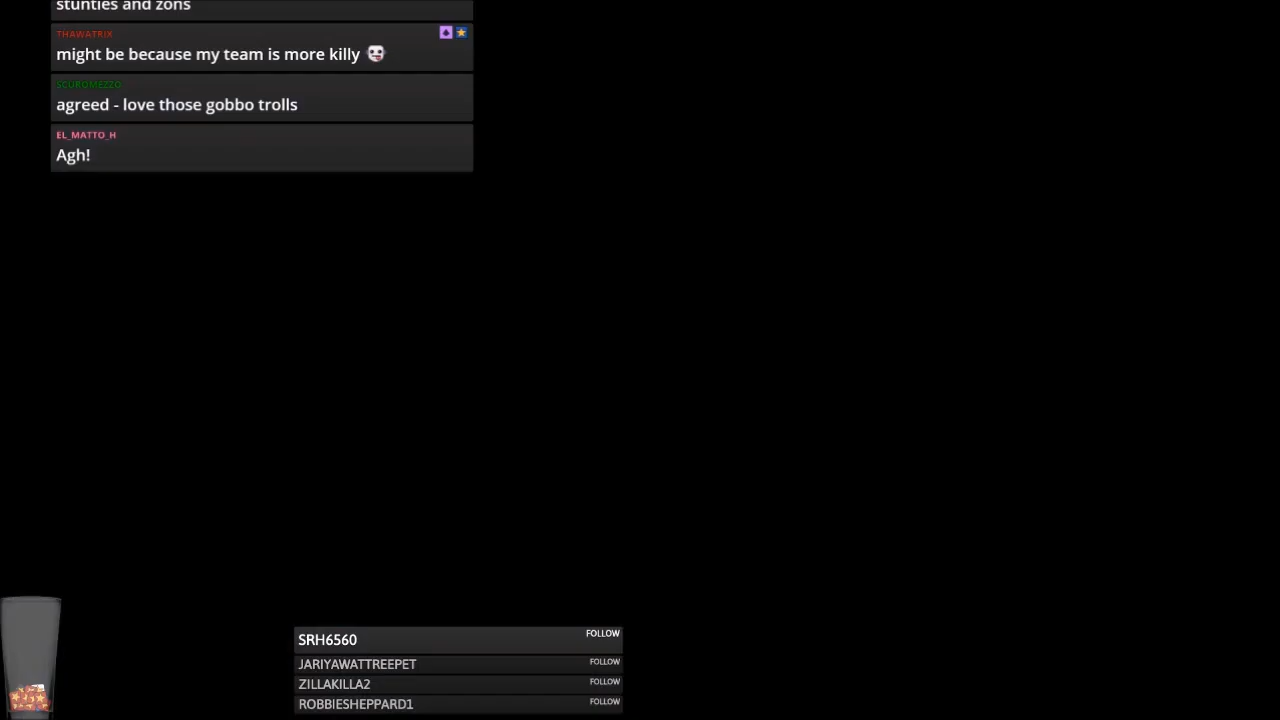 stunties and zons
THAWATRIX
might be because my team is more killy
SCUROMEZZO
agreed - love those gobbo trolls
EL_MATTO_H
Agh!
SRH6560 FOLLOW
JARIYAWATTREEPET FOLLOW
ZILLAKILLA2 FOLLOW
ROBBIESHEPPARD1 FOLLOW